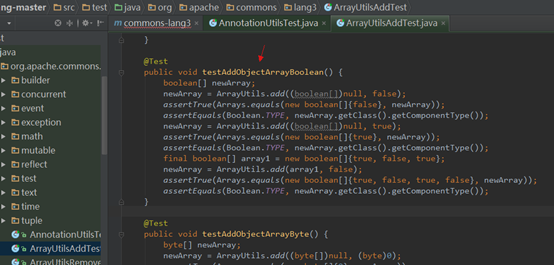 ng-master › src › test › java › org › apache › commons › lang3 › ArrayUtilsAddTest
commons-lang3 × AnnotationUtilsTest.java × ArrayUtilsAddTest.java ×
st
java
org.apache.commons.
builder
concurrent
event
exception
math
mutable
reflect
test
text
time
tuple
AnnotationUtilsT
ArrayUtilsAddTest
ArrayUtilsRemove
}
@Test
public void testAddObjectArrayBoolean() {
boolean[] newArray;
newArray = ArrayUtils.add((boolean[])null, false);
assertTrue(Arrays.equals(new boolean[]{false}, newArray));
assertEquals(Boolean.TYPE, newArray.getClass().getComponentType());
newArray = ArrayUtils.add((boolean[])null, true);
assertTrue(Arrays.equals(new boolean[]{true}, newArray));
assertEquals(Boolean.TYPE, newArray.getClass().getComponentType());
final boolean[] array1 = new boolean[]{true, false, true};
newArray = ArrayUtils.add(array1, false);
assertTrue(Arrays.equals(new boolean[]{true, false, true, false}, newArray));
assertEquals(Boolean.TYPE, newArray.getClass().getComponentType());
}
@Test
public void testAddObjectArrayByte() {
byte[] newArray;
newArray = ArrayUtils.add((byte[])null, (byte)0);